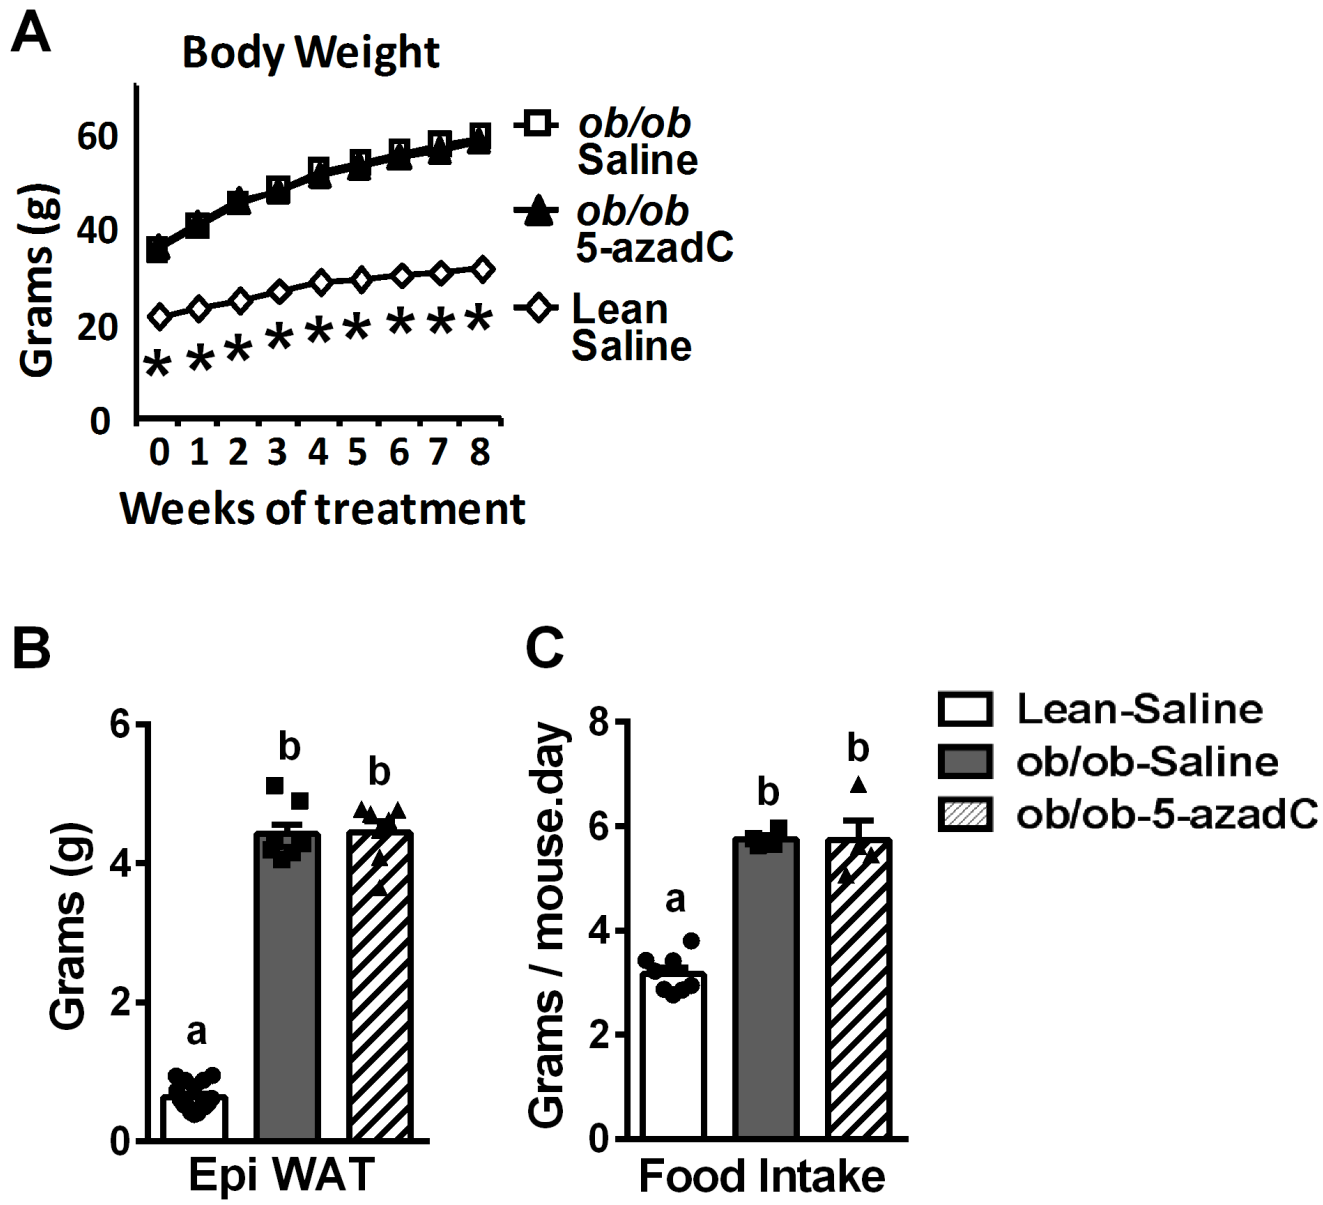 A
Body Weight
60
40
20
0
Grams (g)
0 1 2 3 4 5 6 7 8
Weeks of treatment
ob/ob
Saline
ob/ob
5-azadC
Lean
Saline
* * * * * * * * *
B
6
4
2
0
Grams (g)
a
b
b
Epi WAT
C
8
6
4
2
0
Grams / mouse.day
a
b
b
Food Intake
Lean-Saline
ob/ob-Saline
ob/ob-5-azadC